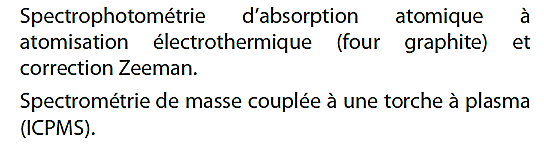 Spectrophotométrie d’absorption atomique à
atomisation électrothermique (four graphite) et
correction Zeeman.
Spectrométrie de masse couplée à une torche à plasma
(ICPMS).